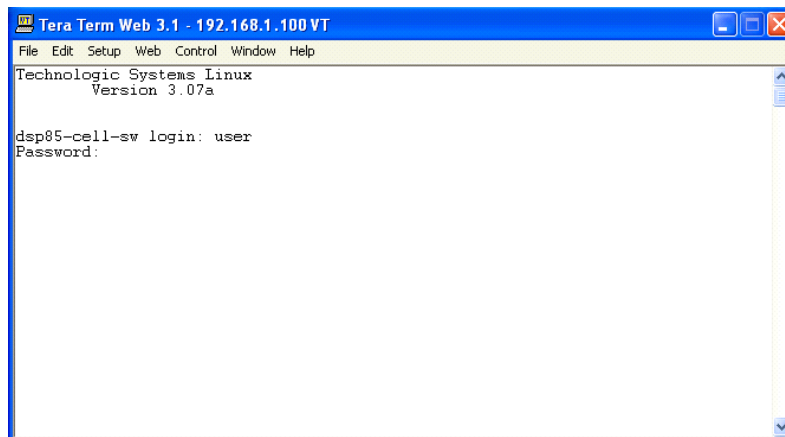 Tera Term Web 3.1 - 192.168.1.100 VT
File Edit Setup Web Control Window Help
Technologic Systems Linux
Version 3.07a
dsp85-cell-sw login: user
Password: